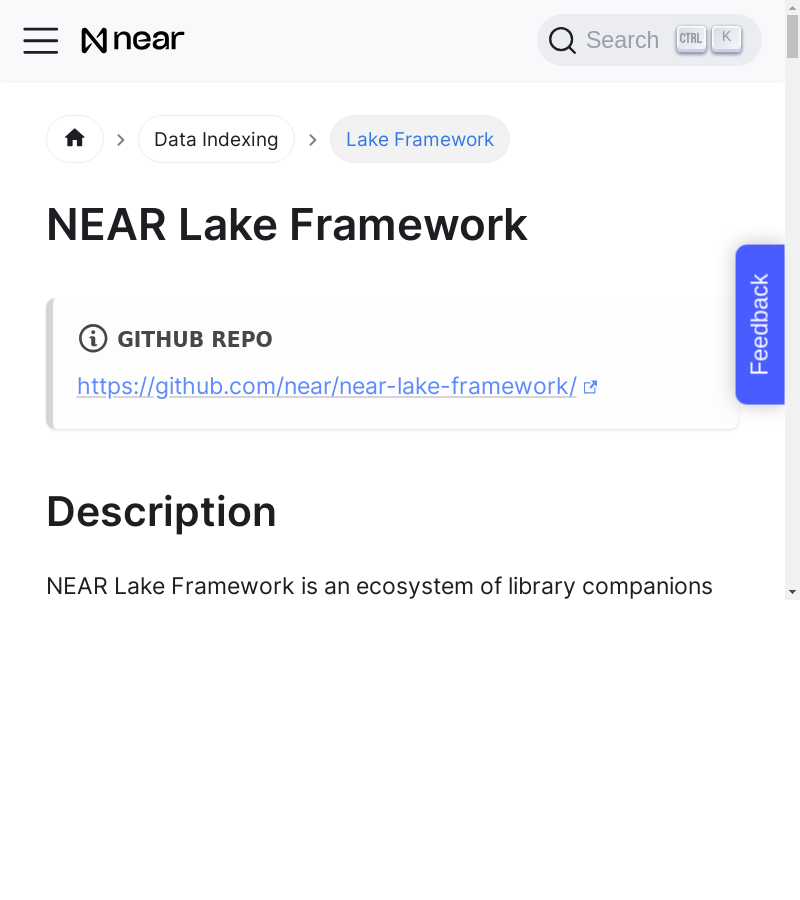 near
Search CTRL K
Data Indexing
Lake Framework
NEAR Lake Framework
Feedback
GITHUB REPO
https://github.com/near/near-lake-framework/
Description
NEAR Lake Framework is an ecosystem of library companions